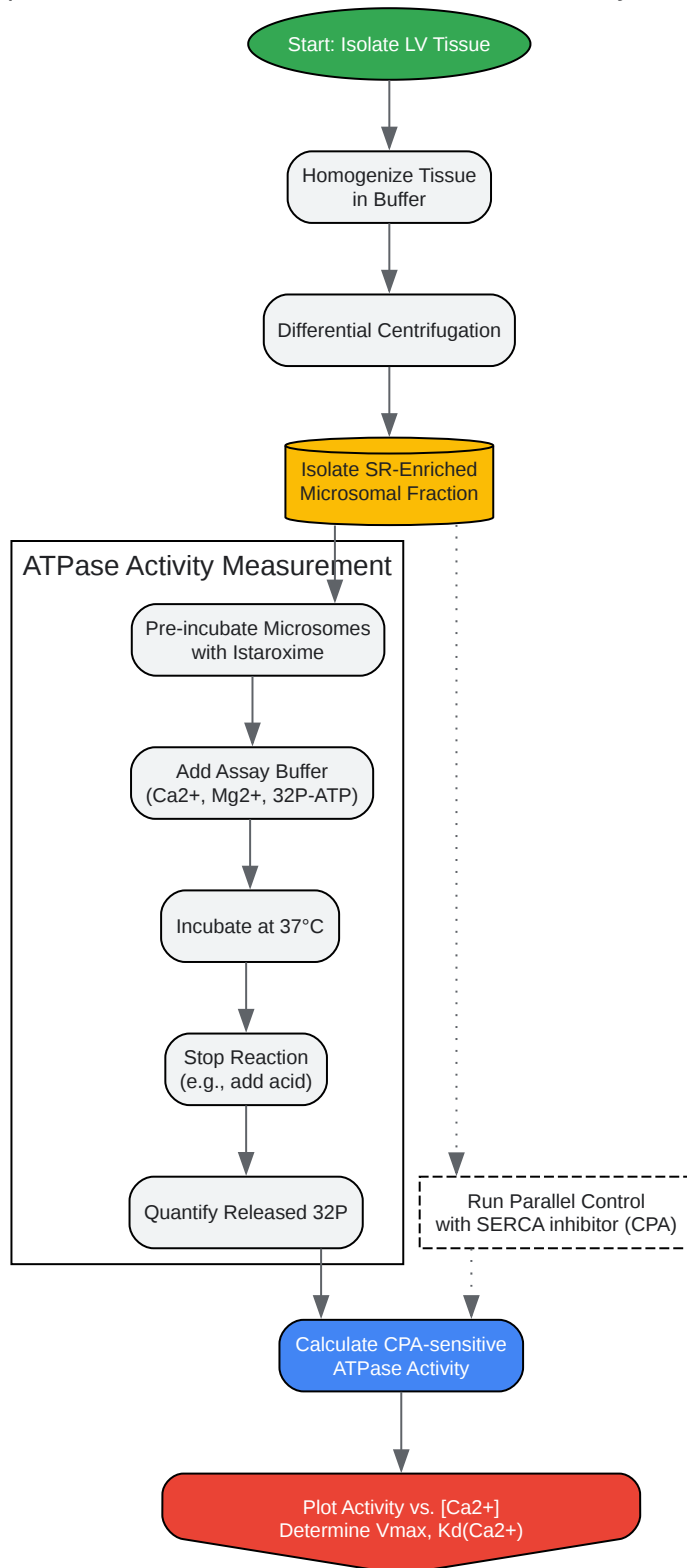 Start: Isolate LV Tissue
Homogenize Tissue
in Buffer
Differential Centrifugation
Isolate SR-Enriched
Microsomal Fraction
ATPase Activity Measurement
Pre-incubate Microsomes
with Istaroxime
Add Assay Buffer
(Ca2+, Mg2+, 32P-ATP)
Incubate at 37°C
Stop Reaction
(e.g., add acid)
Quantify Released 32P
Run Parallel Control
with SERCA inhibitor (CPA)
Calculate CPA-sensitive
ATPase Activity
Plot Activity vs. [Ca2+]
Determine Vmax, Kd(Ca2+)